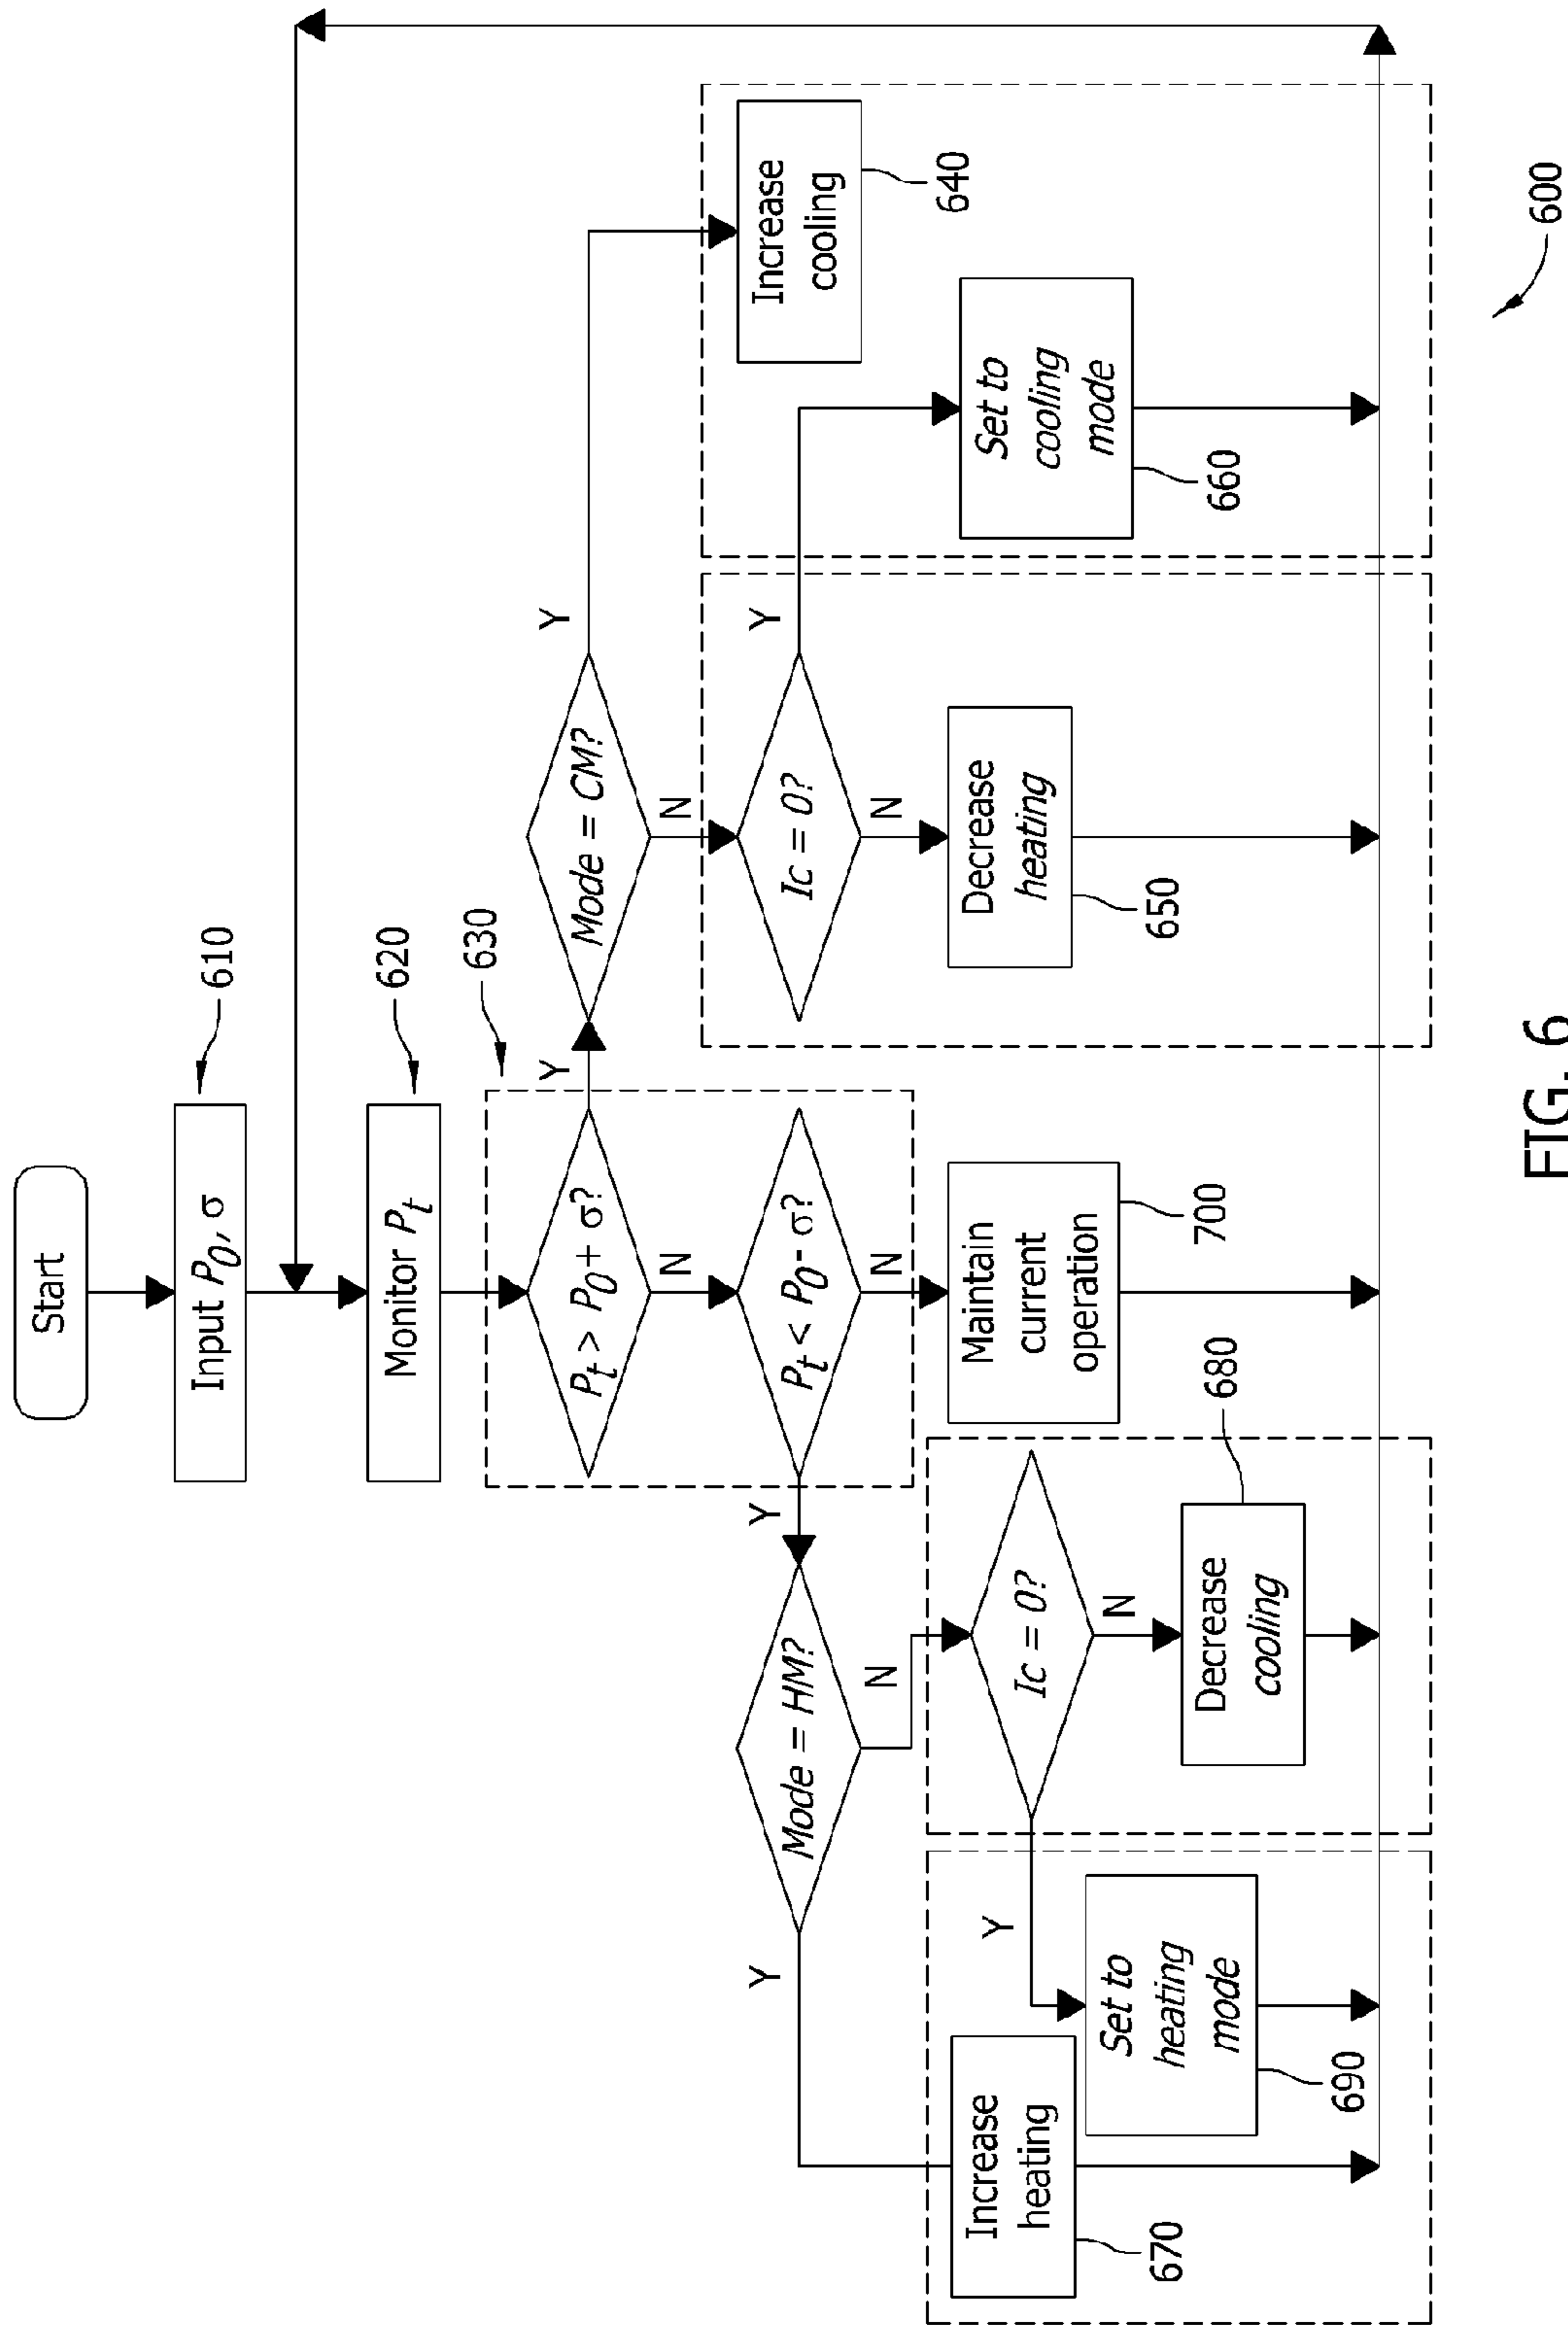 Start
Input P₀, σ
610
Monitor Pₜ
620
630
Pₜ > P₀ + σ?
Y
N
Pₜ < P₀ - σ?
Y
N
Mode = CM?
Y
N
Ic = 0?
Y
N
Increase
cooling
640
Set to
cooling
mode
660
Decrease
heating
650
Maintain
current
operation
700
Mode = HM?
Y
N
Ic = 0?
Y
N
Decrease
cooling
680
Set to
heating
mode
690
Increase
heating
670
600
FIG. 6